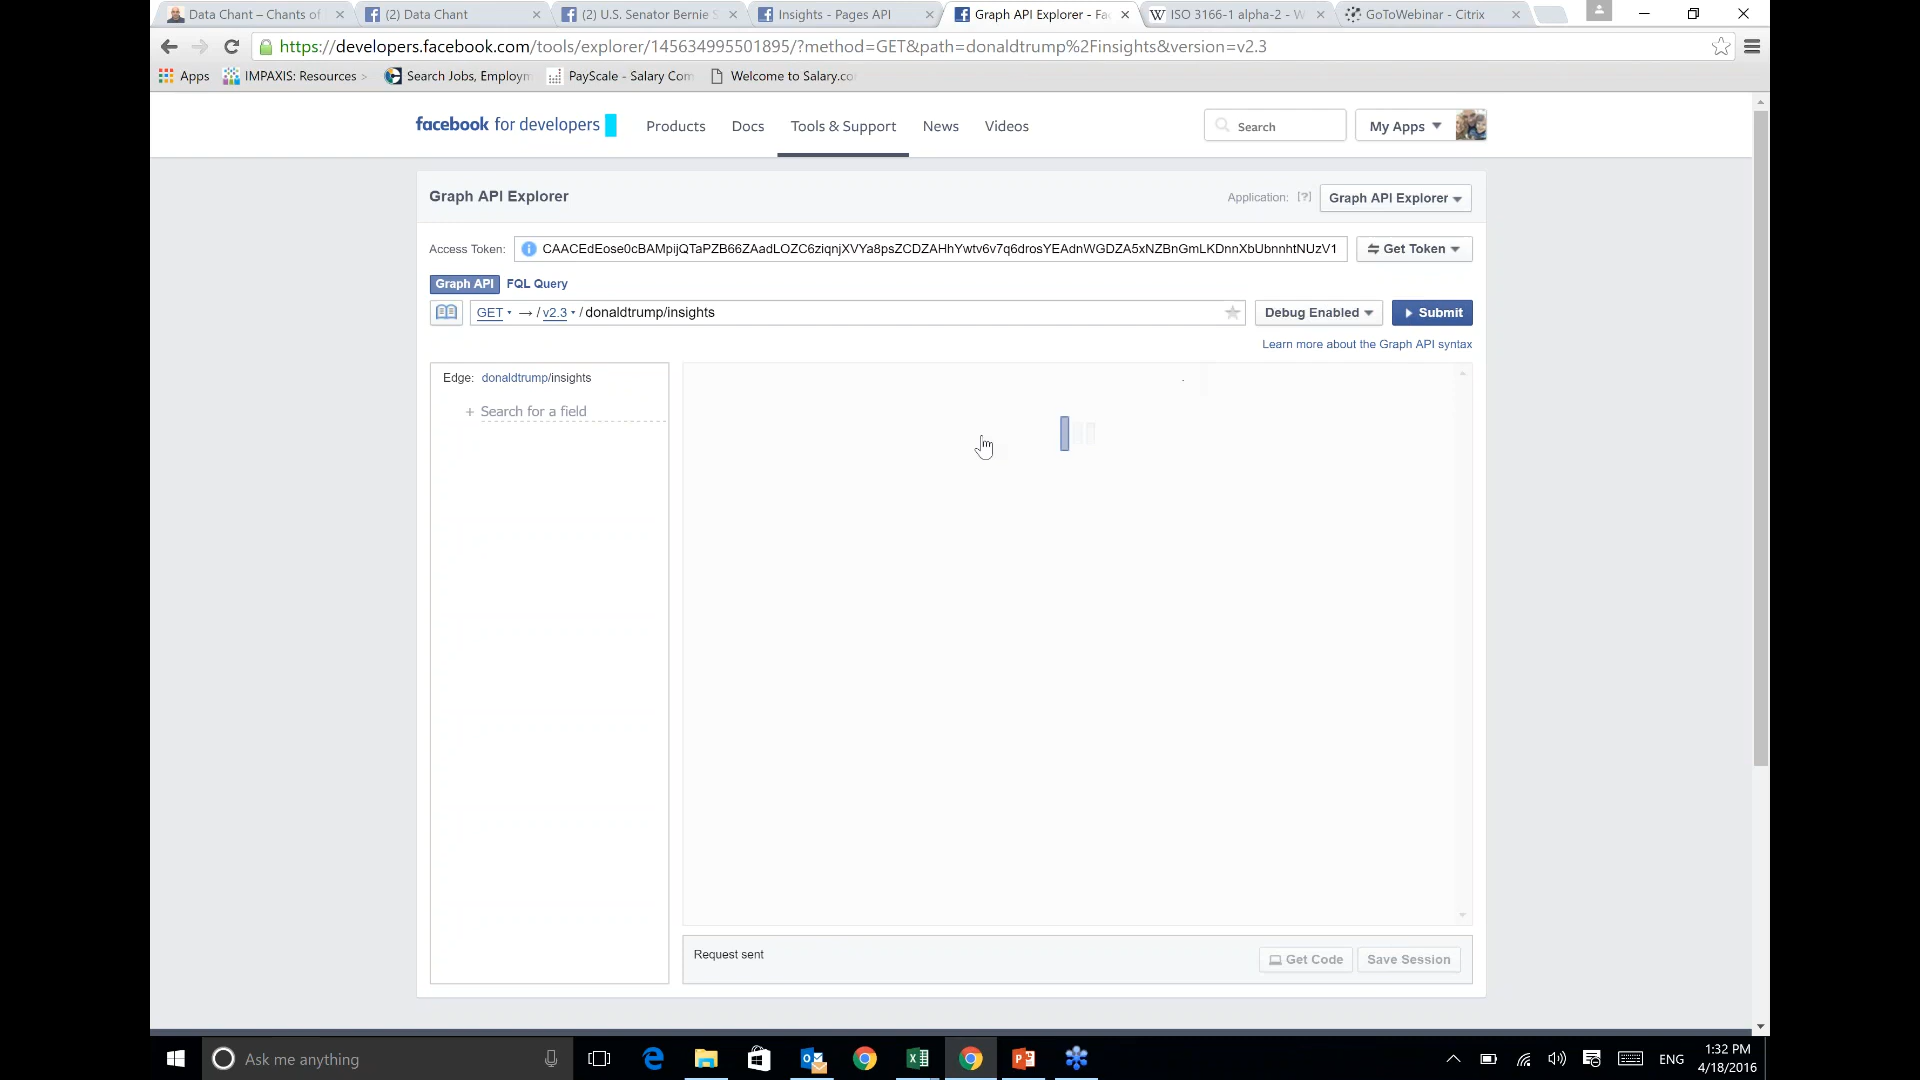 Data Chant – Chants of
(2) Data Chant
(2) U.S. Senator Bernie S
Insights - Pages API
Graph API Explorer - Fa
ISO 3166-1 alpha-2 - W
GoToWebinar - Citrix
https://developers.facebook.com/tools/explorer/145634995501895/?method=GET&path=donaldtrump%2Finsights&version=v2.3
Apps
IMPAXIS: Resources >
Search Jobs, Employm
PayScale - Salary Com
Welcome to Salary.co
facebook for developers
Products
Docs
Tools & Support
News
Videos
Search
My Apps
Graph API Explorer
Application: [?]
Graph API Explorer
Access Token:
CAACEdEose0cBAMpijQTaPZB66ZAadLOZC6ziqnjXVYa8psZCDZAHhYwtv6v7q6drosYEAdnWGDZA5xNZBnGmLKDnnXbUbnnhtNUzV1
Get Token
Graph API
FQL Query
GET → / v2.3 / donaldtrump/insights
Debug Enabled
Submit
Learn more about the Graph API syntax
Edge: donaldtrump/insights
+ Search for a field
Request sent
Get Code
Save Session
Ask me anything
ENG
1:32 PM
4/18/2016